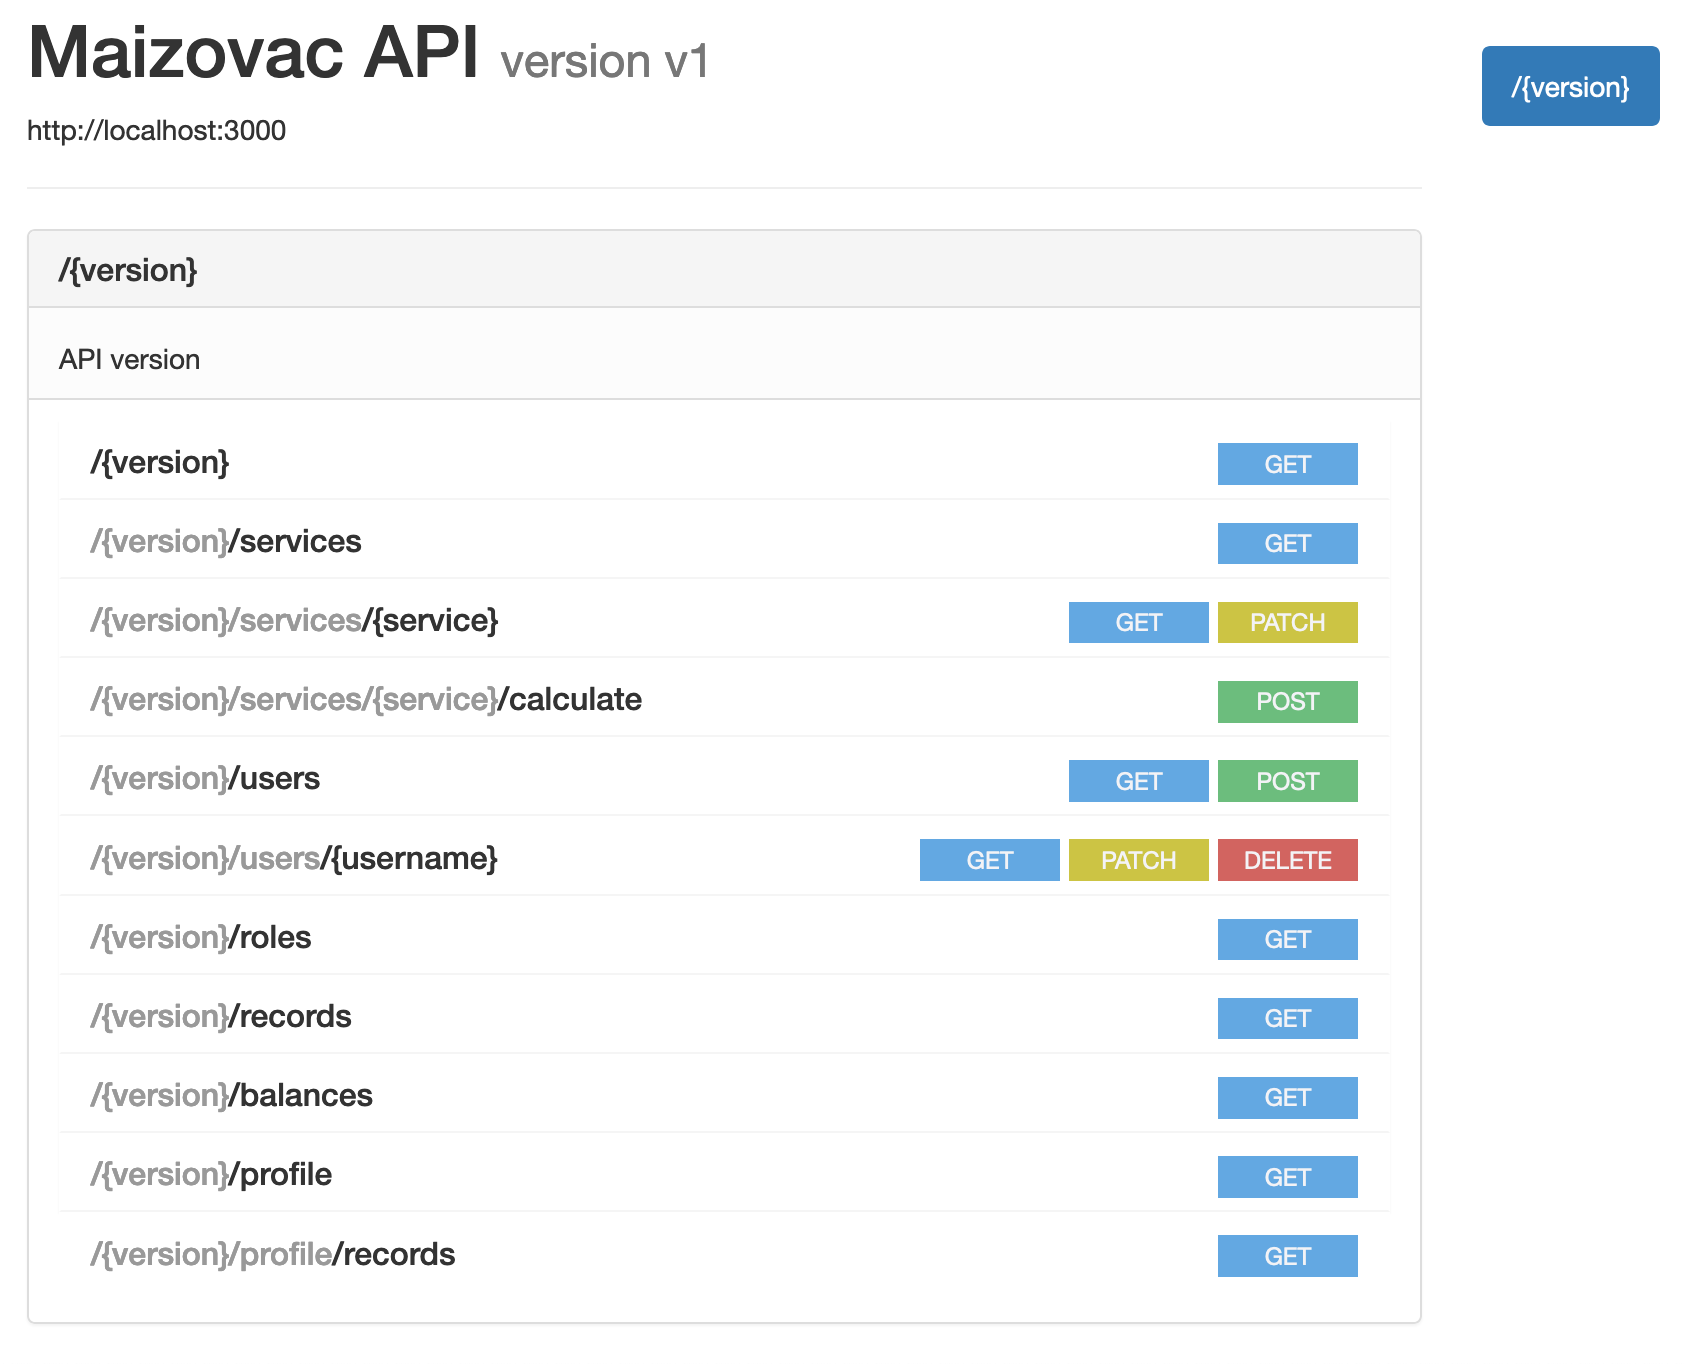 Maizovac API version v1
/{version}
http://localhost:3000
/{version}
API version
/{version} GET
/{version}/services GET
/{version}/services/{service} GET PATCH
/{version}/services/{service}/calculate POST
/{version}/users GET POST
/{version}/users/{username} GET PATCH DELETE
/{version}/roles GET
/{version}/records GET
/{version}/balances GET
/{version}/profile GET
/{version}/profile/records GET